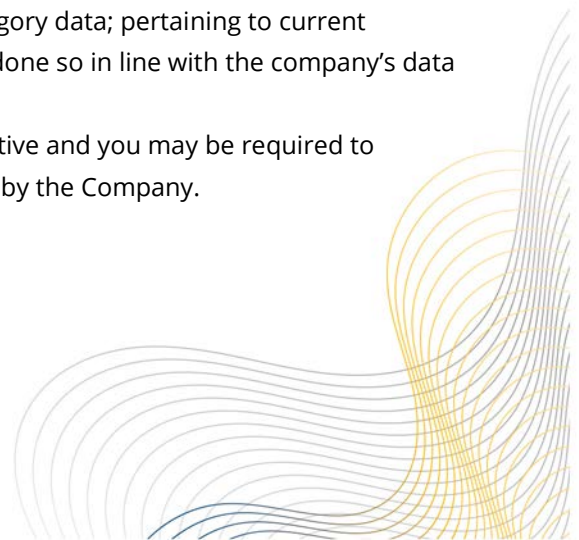 gory data; pertaining to current
done so in line with the company’s data
tive and you may be required to
by the Company.